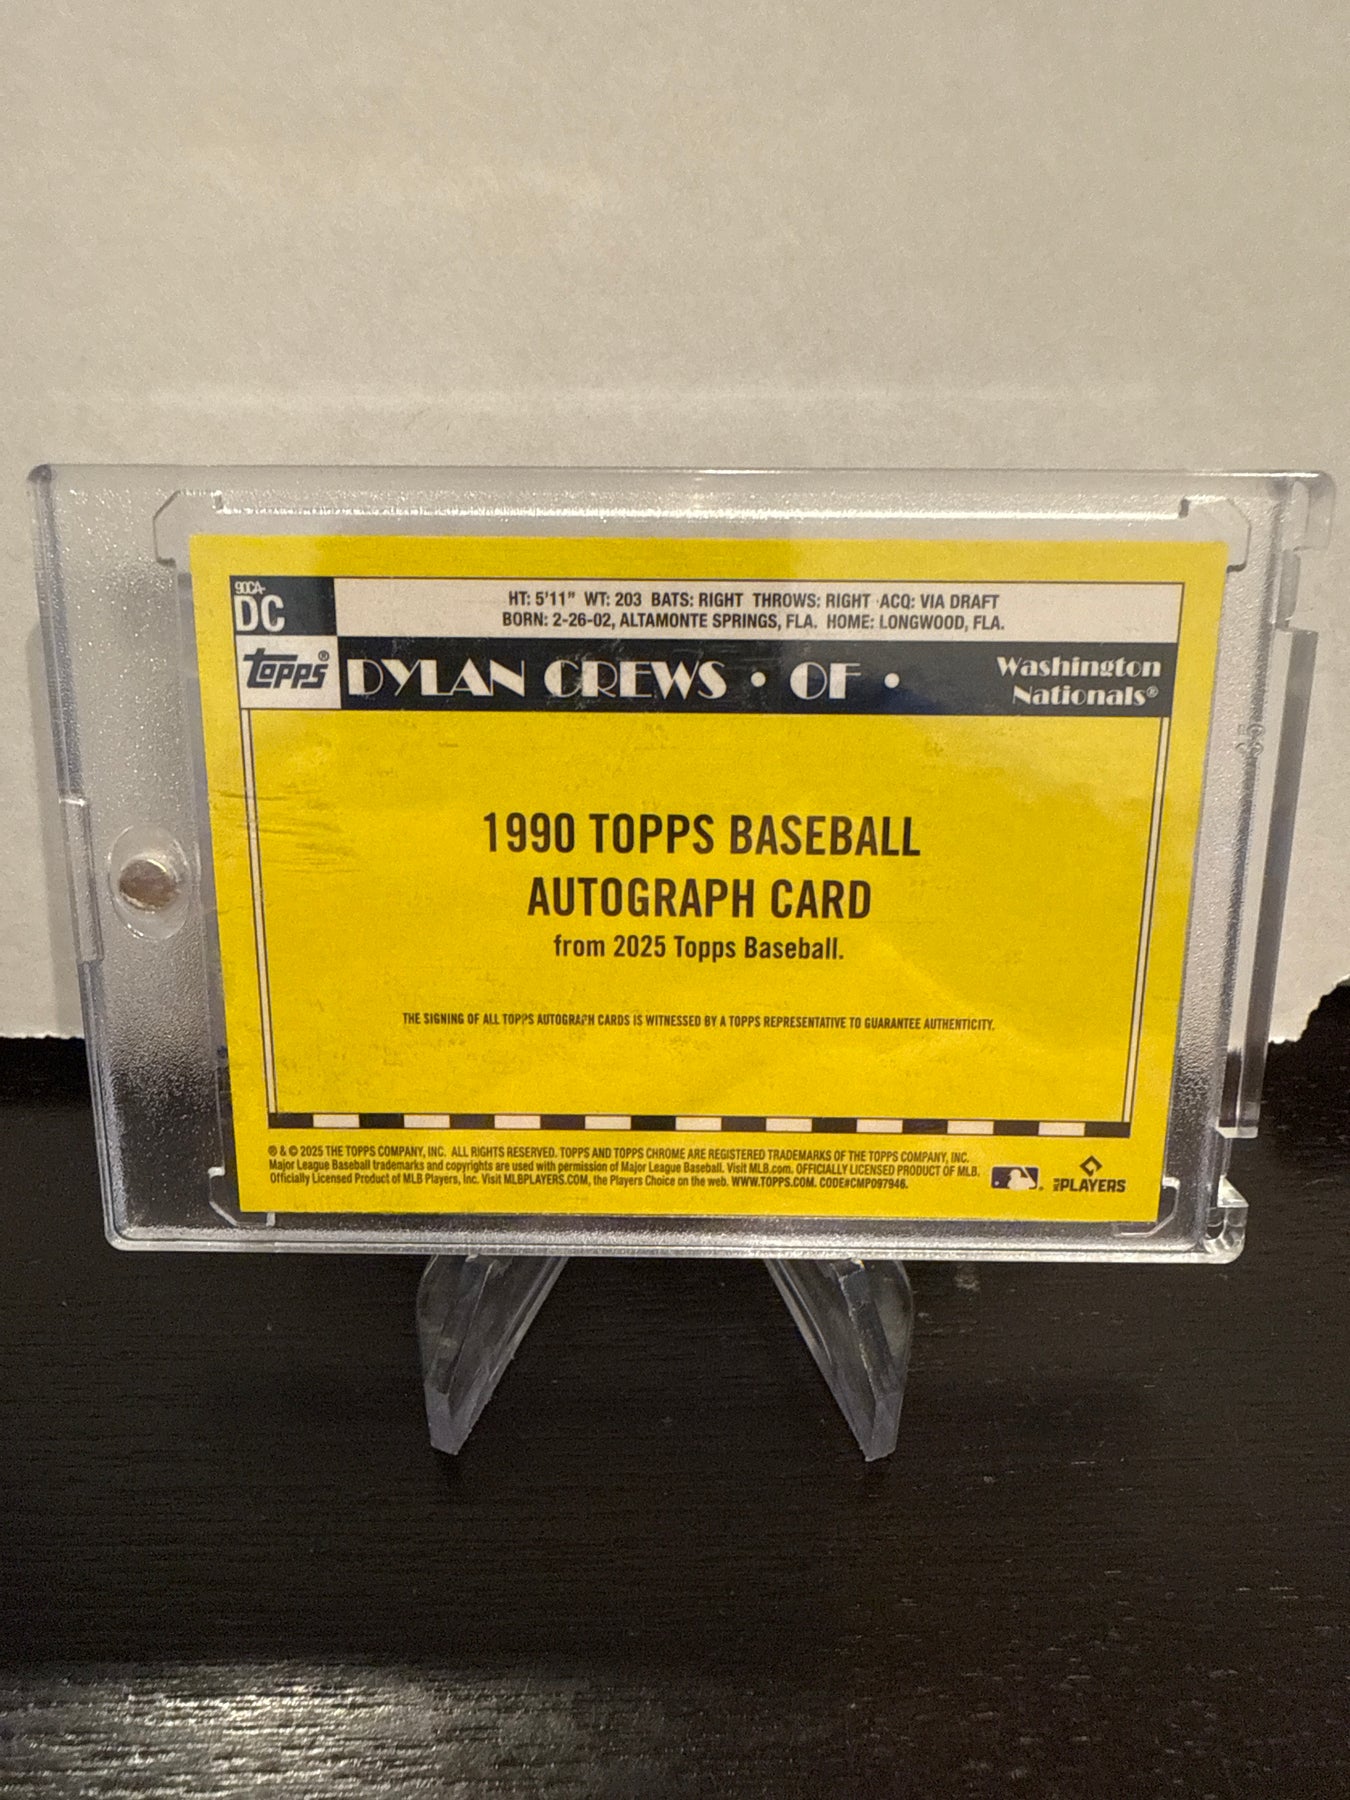 90CA-
DC
HT: 5'11" WT: 203 BATS: RIGHT THROWS: RIGHT ACQ: VIA DRAFT
BORN: 2-26-02, ALTAMONTE SPRINGS, FLA. HOME: LONGWOOD, FLA.
Topps®
DYLAN CREWS • OF •
Washington
Nationals®
1990 TOPPS BASEBALL
AUTOGRAPH CARD
from 2025 Topps Baseball.
THE SIGNING OF ALL TOPPS AUTOGRAPH CARDS IS WITNESSED BY A TOPPS REPRESENTATIVE TO GUARANTEE AUTHENTICITY.
® & © 2025 THE TOPPS COMPANY, INC. ALL RIGHTS RESERVED. TOPPS AND TOPPS CHROME ARE REGISTERED TRADEMARKS OF THE TOPPS COMPANY, INC.
Major League Baseball trademarks and copyrights are used with permission of Major League Baseball. Visit MLB.com. OFFICIALLY LICENSED PRODUCT OF MLB.
Officially Licensed Product of MLB Players, Inc. Visit MLBPLAYERS.COM, the Players Choice on the web. WWW.TOPPS.COM. CODE#CMP097946.
MLB PLAYERS